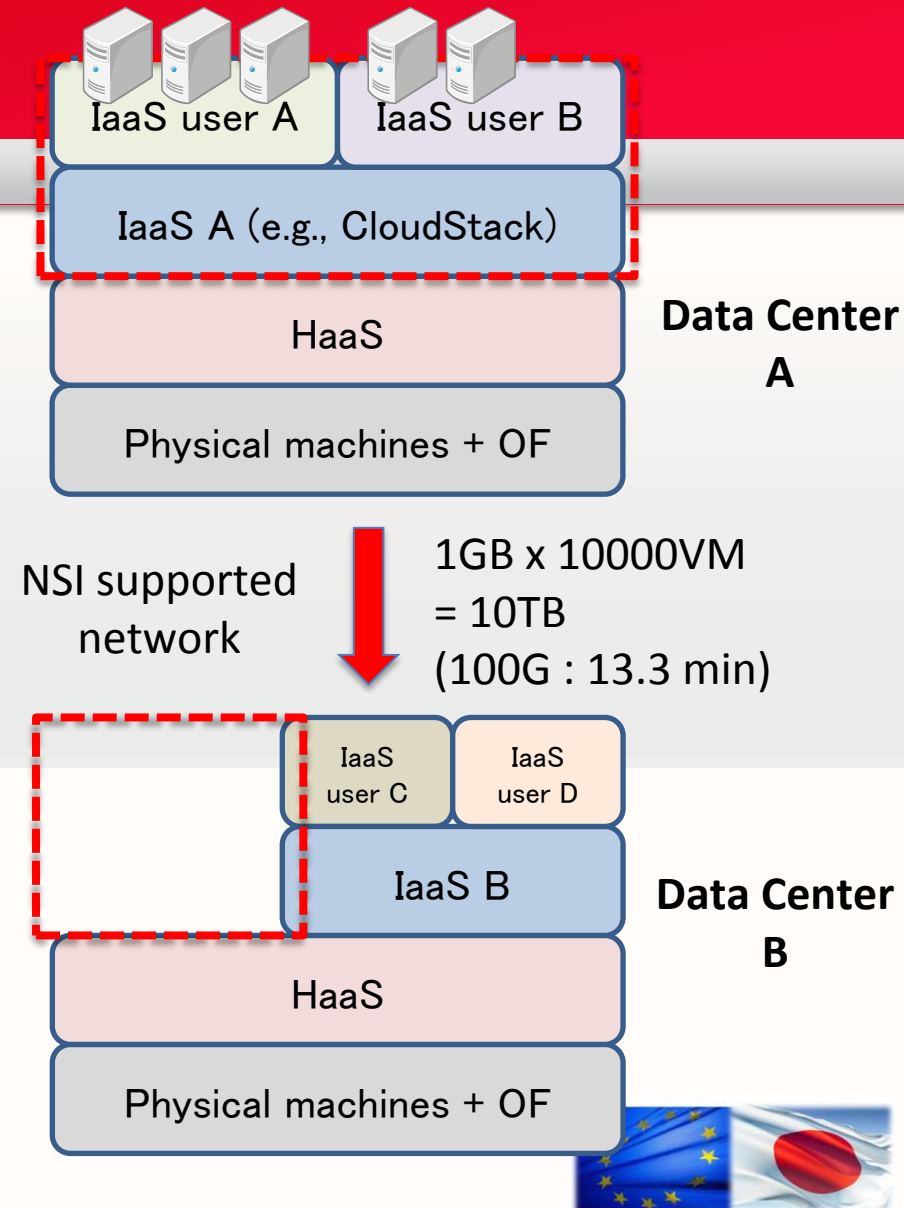 IaaS user A
IaaS user B
IaaS A (e.g., CloudStack)
HaaS
Physical machines + OF
Data Center
A
NSI supported
network
1GB x 10000VM
= 10TB
(100G : 13.3 min)
IaaS
user C
IaaS
user D
IaaS B
HaaS
Physical machines + OF
Data Center
B